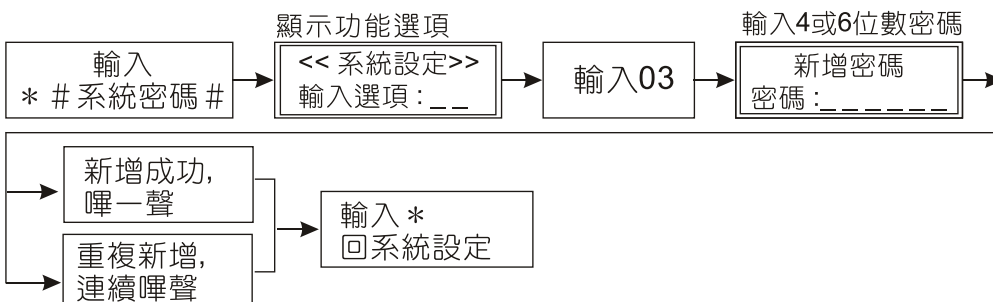 輸入
＊＃系統密碼＃
顯示功能選項
<< 系統設定>>
輸入選項：_ _
輸入03
輸入4或6位數密碼
新增密碼
密碼：_ _ _ _ _ _
新增成功,
嗶一聲
重複新增,
連續嗶聲
輸入＊
回系統設定